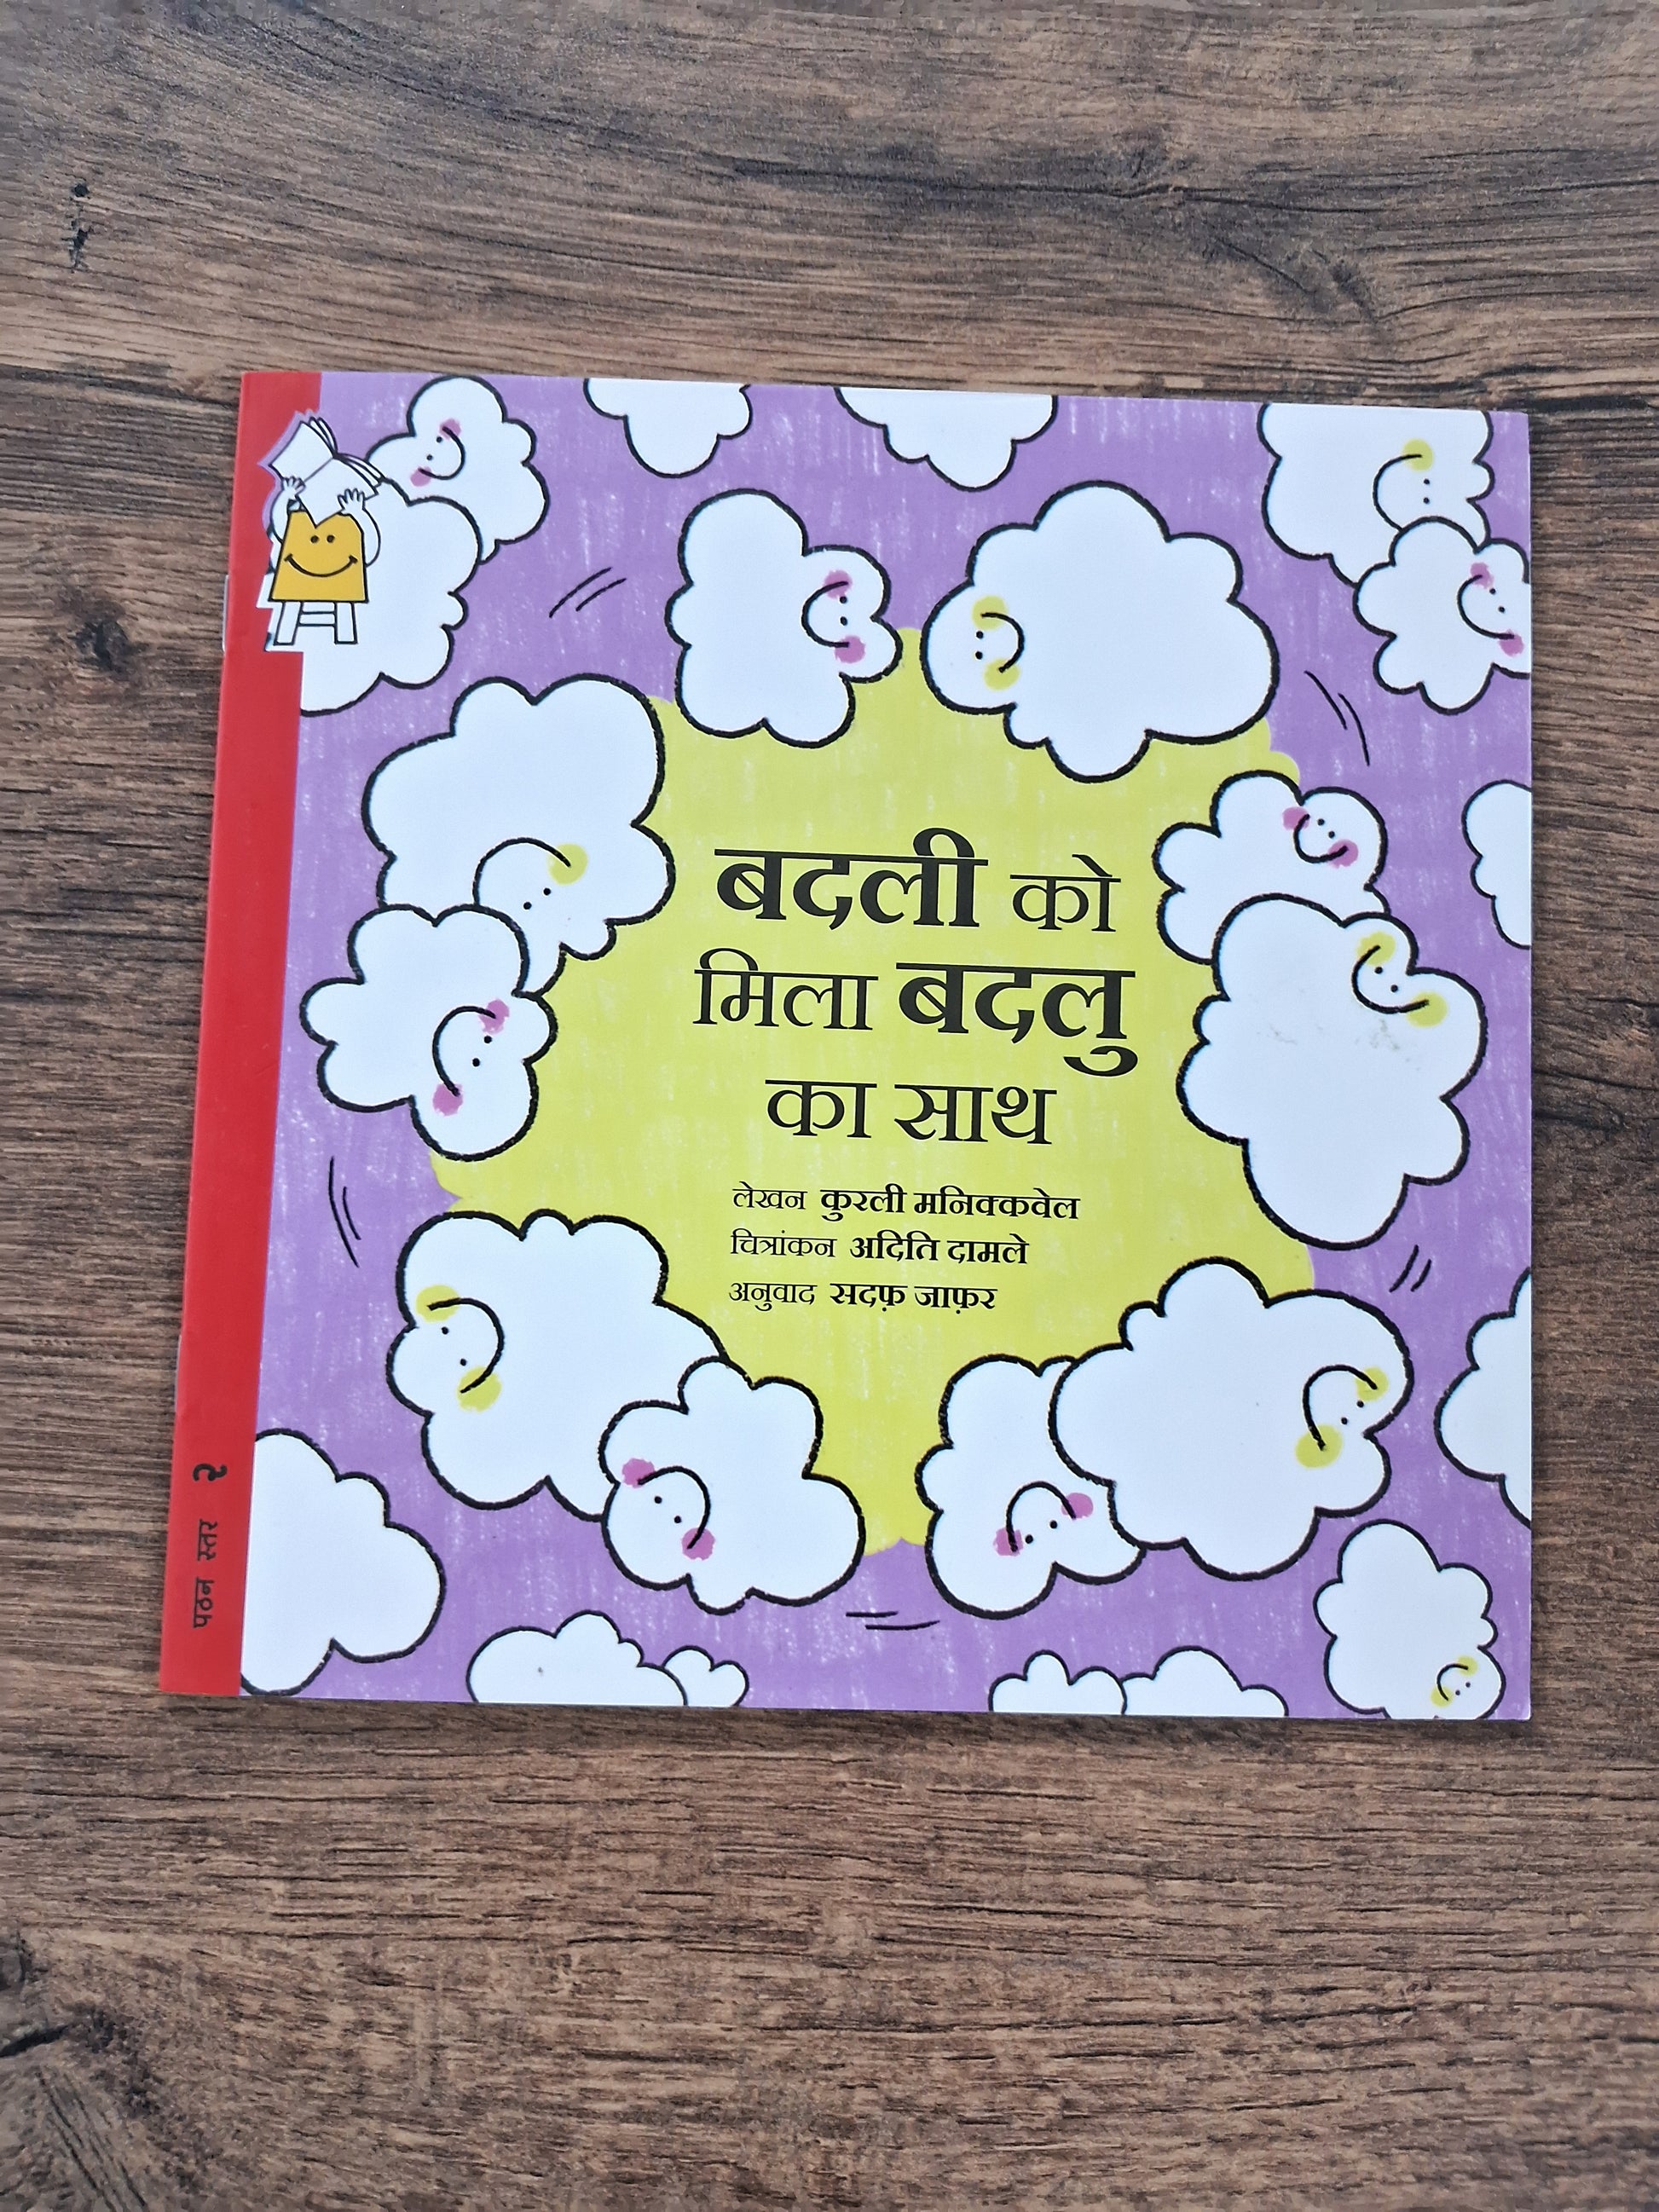 बदली को
मिला बदलु
का साथ
लेखन कुरली मनिक्कवेल
चित्रांकन अदिति दामले
अनुवाद सदफ़ जाफ़र
पठन स्तर २